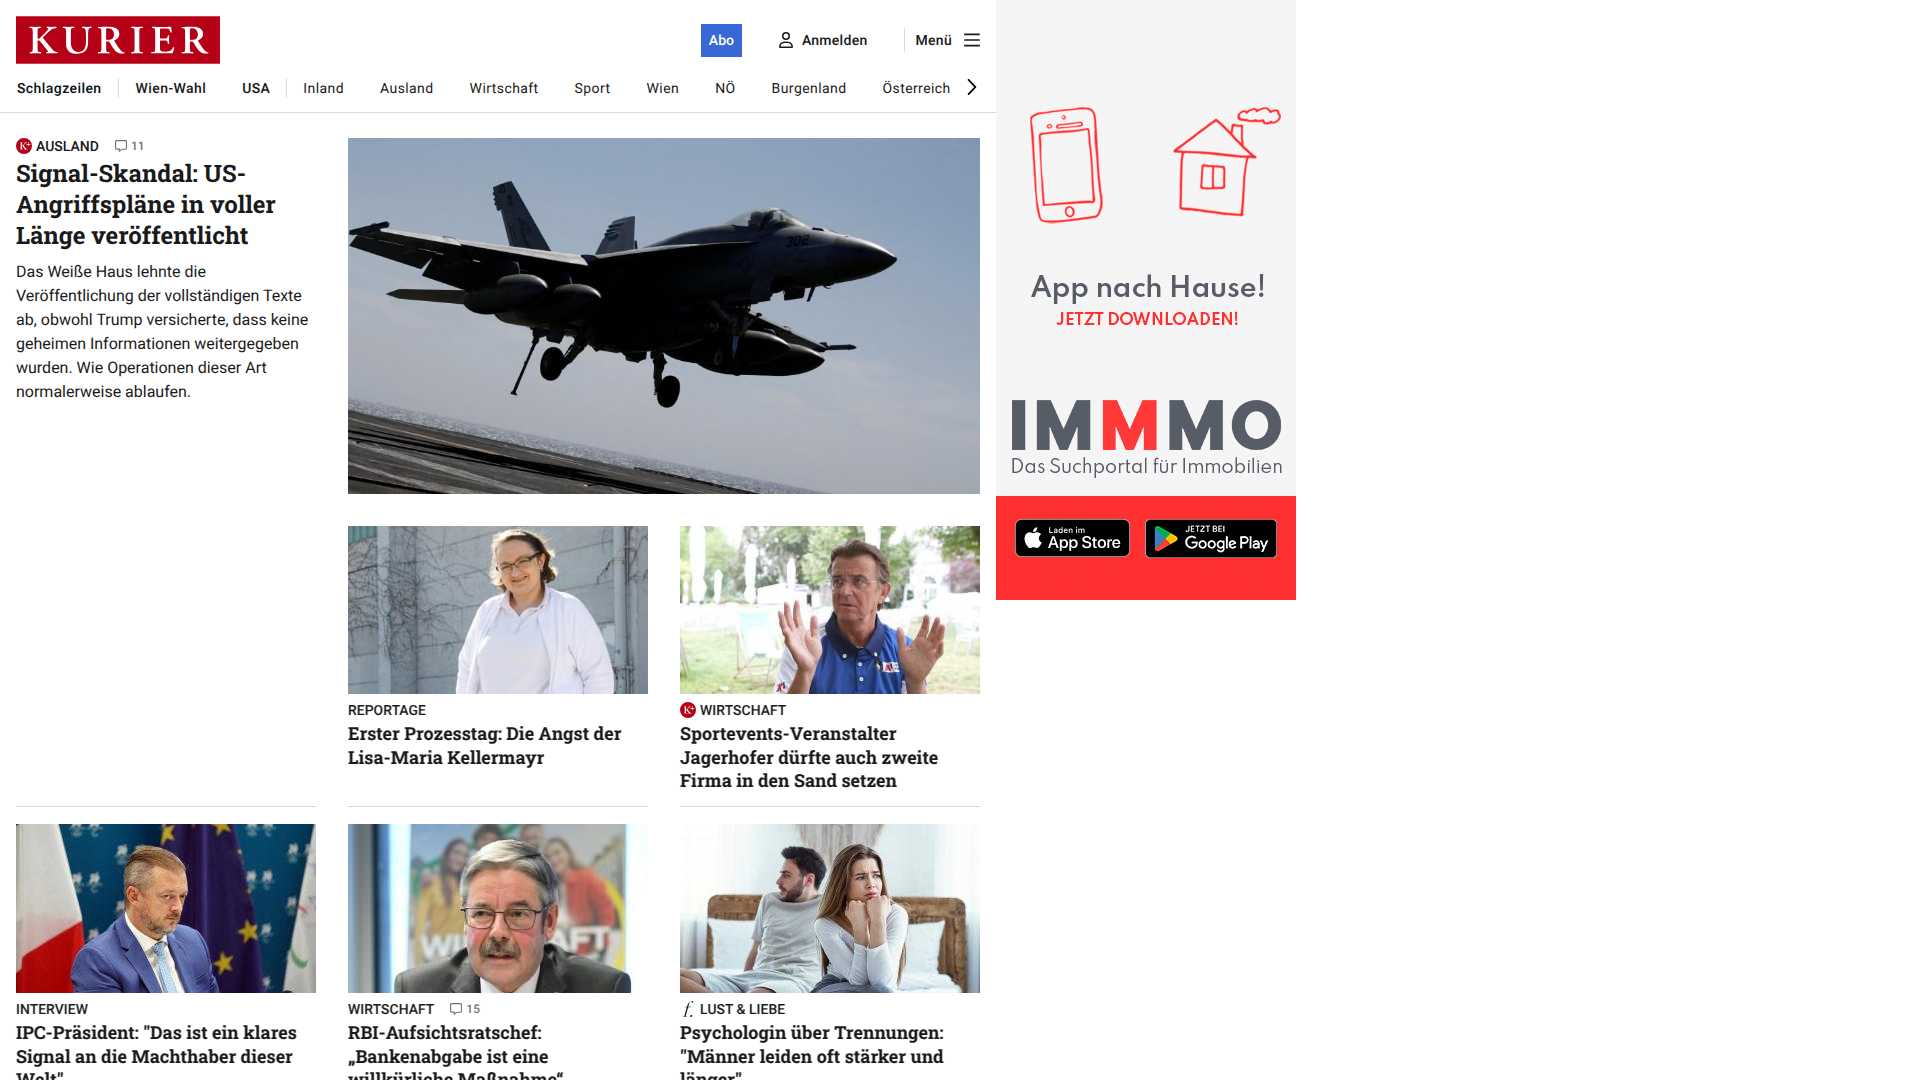 KURIER
Abo
Anmelden
Menü
Schlagzeilen
Wien-Wahl
USA
Inland
Ausland
Wirtschaft
Sport
Wien
NÖ
Burgenland
Österreich
K+ AUSLAND 11
Signal-Skandal: US-
Angriffspläne in voller
Länge veröffentlicht
Das Weiße Haus lehnte die
Veröffentlichung der vollständigen Texte
ab, obwohl Trump versicherte, dass keine
geheimen Informationen weitergegeben
wurden. Wie Operationen dieser Art
normalerweise ablaufen.
302
REPORTAGE
Erster Prozesstag: Die Angst der
Lisa-Maria Kellermayr
K+ WIRTSCHAFT
Sportevents-Veranstalter
Jagerhofer dürfte auch zweite
Firma in den Sand setzen
INTERVIEW
IPC-Präsident: "Das ist ein klares
Signal an die Machthaber dieser
Welt"
WIRTSCHAFT 15
RBI-Aufsichtsratschef:
„Bankenabgabe ist eine
willkürliche Maßnahme“
f. LUST & LIEBE
Psychologin über Trennungen:
"Männer leiden oft stärker und
länger"
App nach Hause!
JETZT DOWNLOADEN!
IMMMO
Das Suchportal für Immobilien
Laden im
App Store
JETZT BEI
Google Play